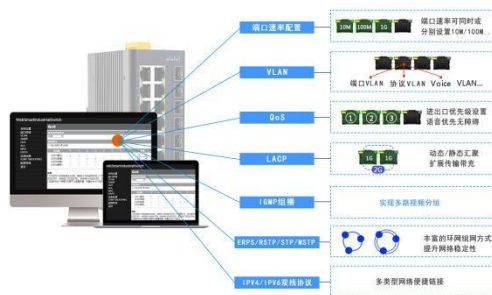 端口速率配置
10M 100M 1G
端口速率可同时或
分别设置10M/100M...
VLAN
端口VLAN 协议VLAN Voice VLAN...
QoS
① ② ③
进出口优先级设置
语音优先无障碍
LACP
1G 1G
2G
动态/静态汇聚
扩展传输带宽
IGMP组播
实现多路视频分组
ERPS/RSTP/STP/MSTP
丰富的环网组网方式
提升网络稳定性
IPV4/IPV6双栈协议
多类型网络便捷链接